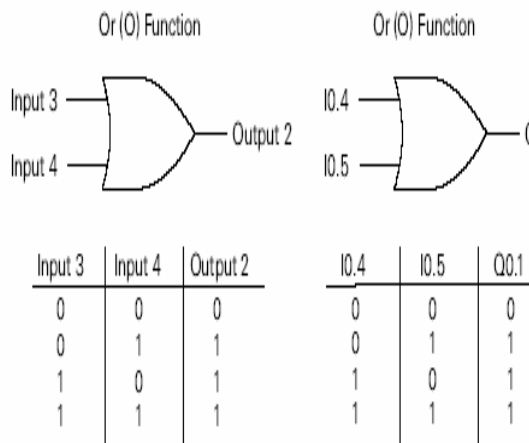 Or (O) Function
Input 3
Input 4
Output 2
Input 3 Input 4 Output 2
0 0 0
0 1 1
1 0 1
1 1 1
Or (O) Function
I0.4
I0.5
I0.4 I0.5 Q0.1
0 0 0
0 1 1
1 0 1
1 1 1